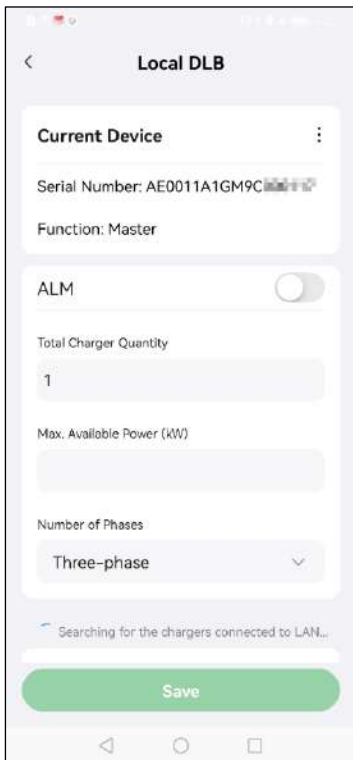 Local DLB
Current Device
Serial Number: AE0011A1GM9C
Function: Master
ALM
Total Charger Quantity
1
Max. Available Power (kW)
Number of Phases
Three-phase
Searching for the chargers connected to LAN...
Save